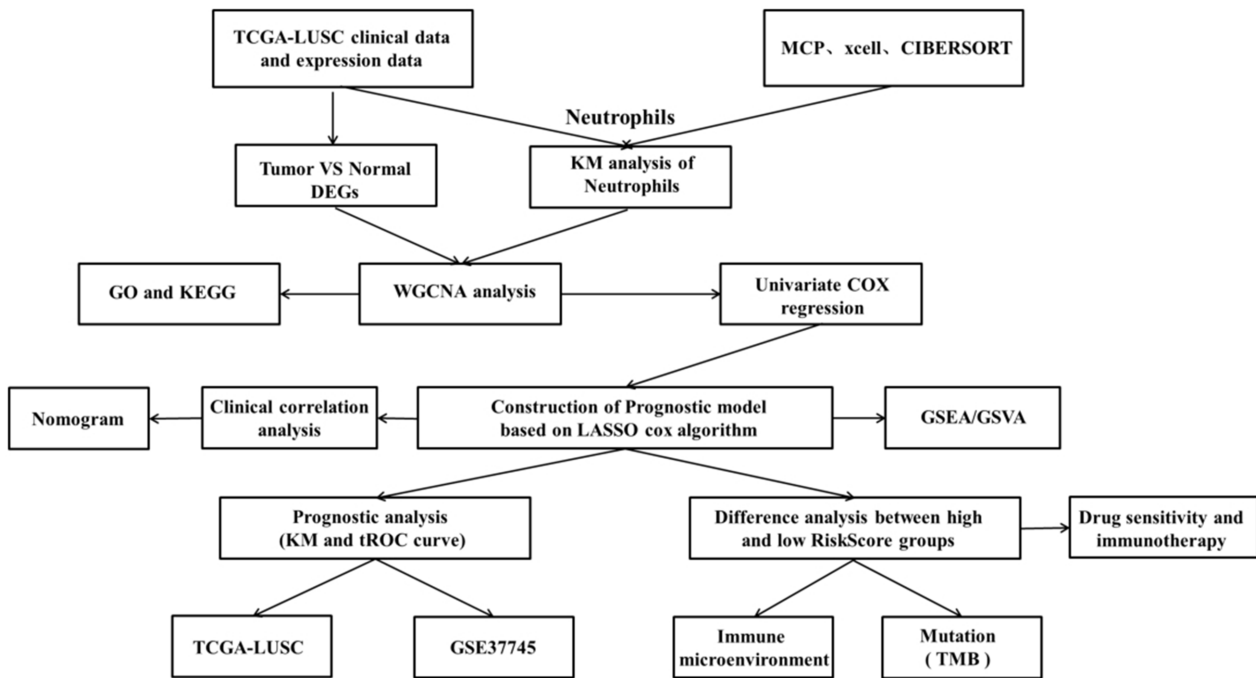 TCGA-LUSC clinical data
and expression data
MCP、xcell、CIBERSORT
Neutrophils
Tumor VS Normal
DEGs
KM analysis of
Neutrophils
GO and KEGG
WGCNA analysis
Univariate COX
regression
Nomogram
Clinical correlation
analysis
Construction of Prognostic model
based on LASSO cox algorithm
GSEA/GSVA
Prognostic analysis
(KM and tROC curve)
Difference analysis between high
and low RiskScore groups
Drug sensitivity and
immunotherapy
TCGA-LUSC
GSE37745
Immune
microenvironment
Mutation
( TMB )